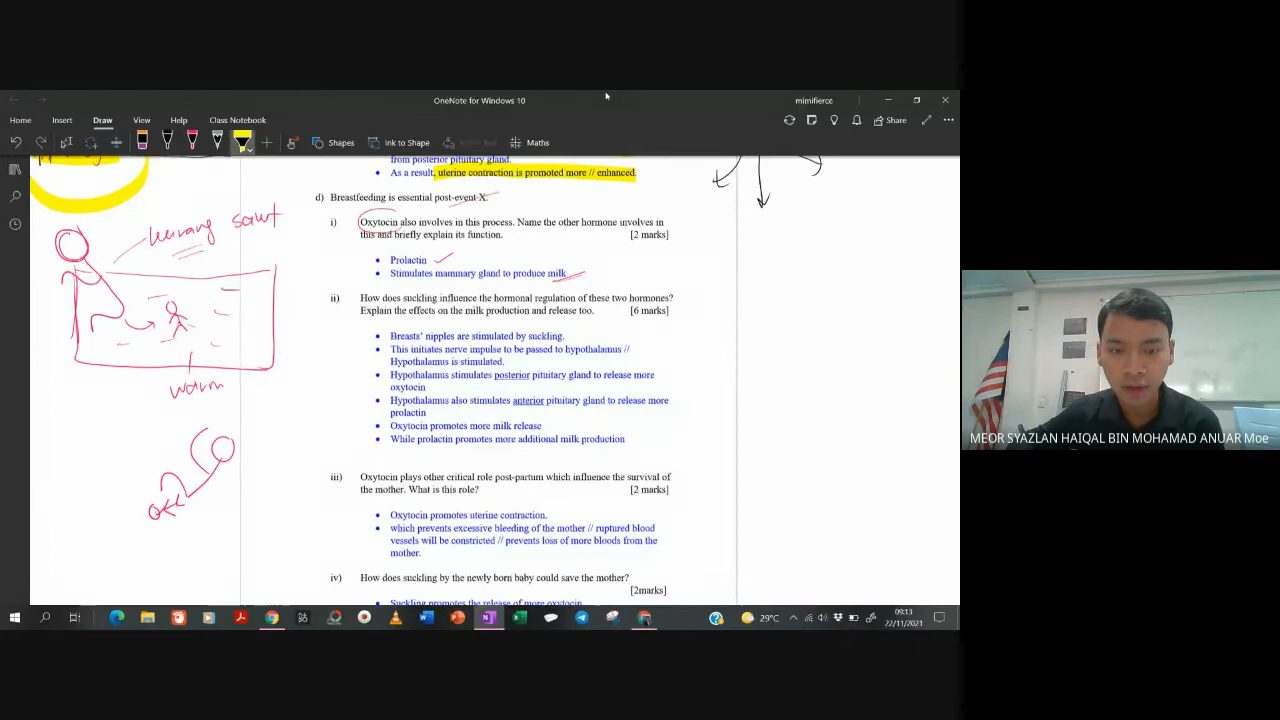 OneNote for Windows 10
mimifierce
Home Insert Draw View Help Class Notebook
Share
Shapes
Ink to Shape
Maths
from posterior pituitary gland.
• As a result, uterine contraction is promoted more // enhanced.
d) Breastfeeding is essential post-event X.
i) Oxytocin also involves in this process. Name the other hormone involves in
this and briefly explain its function. [2 marks]
• Prolactin
• Stimulates mammary gland to produce milk
ii) How does suckling influence the hormonal regulation of these two hormones?
Explain the effects on the milk production and release too. [6 marks]
• Breasts' nipples are stimulated by suckling.
• This initiates nerve impulse to be passed to hypothalamus //
Hypothalamus is stimulated.
• Hypothalamus stimulates posterior pituitary gland to release more
oxytocin
• Hypothalamus also stimulates anterior pituitary gland to release more
prolactin
• Oxytocin promotes more milk release
• While prolactin promotes more additional milk production
iii) Oxytocin plays other critical role post-partum which influence the survival of
the mother. What is this role? [2 marks]
• Oxytocin promotes uterine contraction.
• which prevents excessive bleeding of the mother // ruptured blood
vessels will be constricted // prevents loss of more bloods from the
mother.
iv) How does suckling by the newly born baby could save the mother?
[2marks]
• Suckling promotes the release of more oxytocin
warm
MEOR SYAZLAN HAIQAL BIN MOHAMAD ANUAR Moe
29°C
09:13
22/11/2021